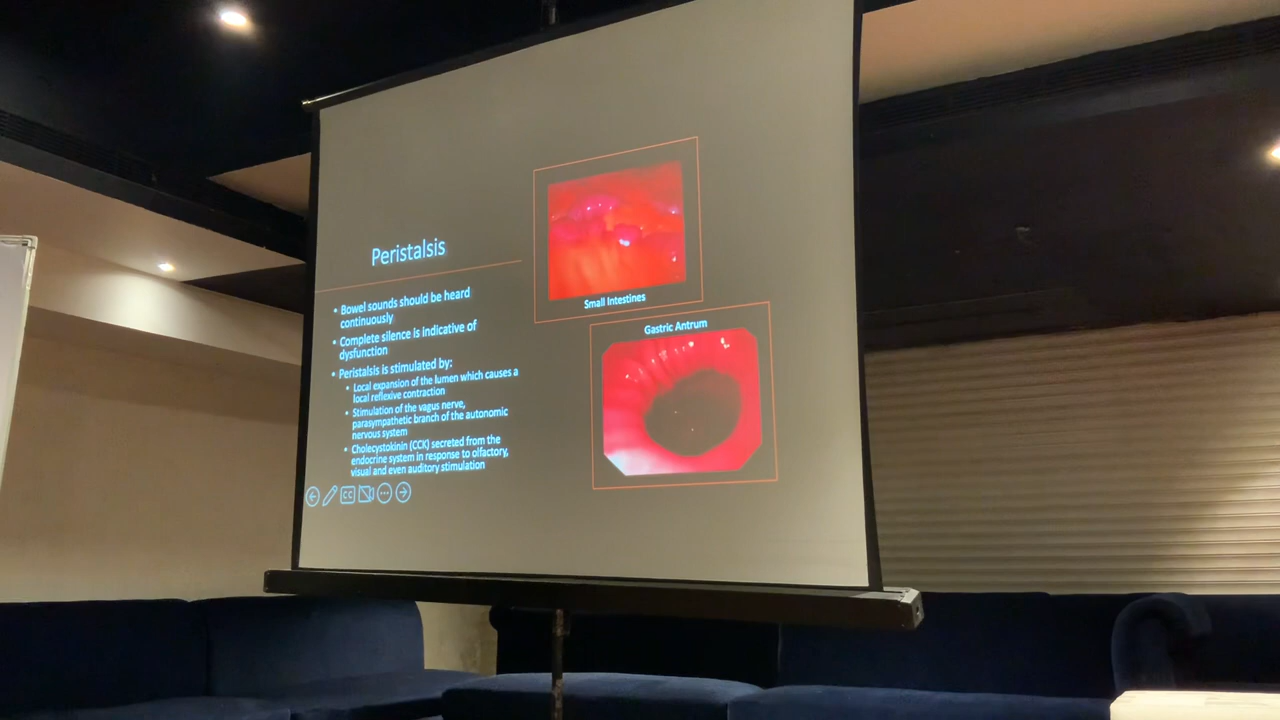 Peristalsis
• Bowel sounds should be heard
continuously
• Complete silence is indicative of
dysfunction
• Peristalsis is stimulated by:
• Local expansion of the lumen which causes a
local reflexive contraction
• Stimulation of the vagus nerve,
parasympathetic branch of the autonomic
nervous system
• Cholecystokinin (CCK) secreted from the
endocrine system in response to olfactory,
visual and even auditory stimulation
CC
Small Intestines
Gastric Antrum